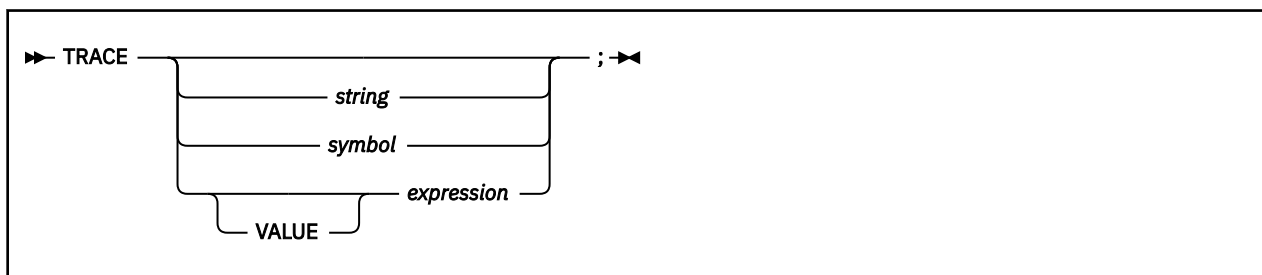 TRACE ;
string
symbol
expression
VALUE